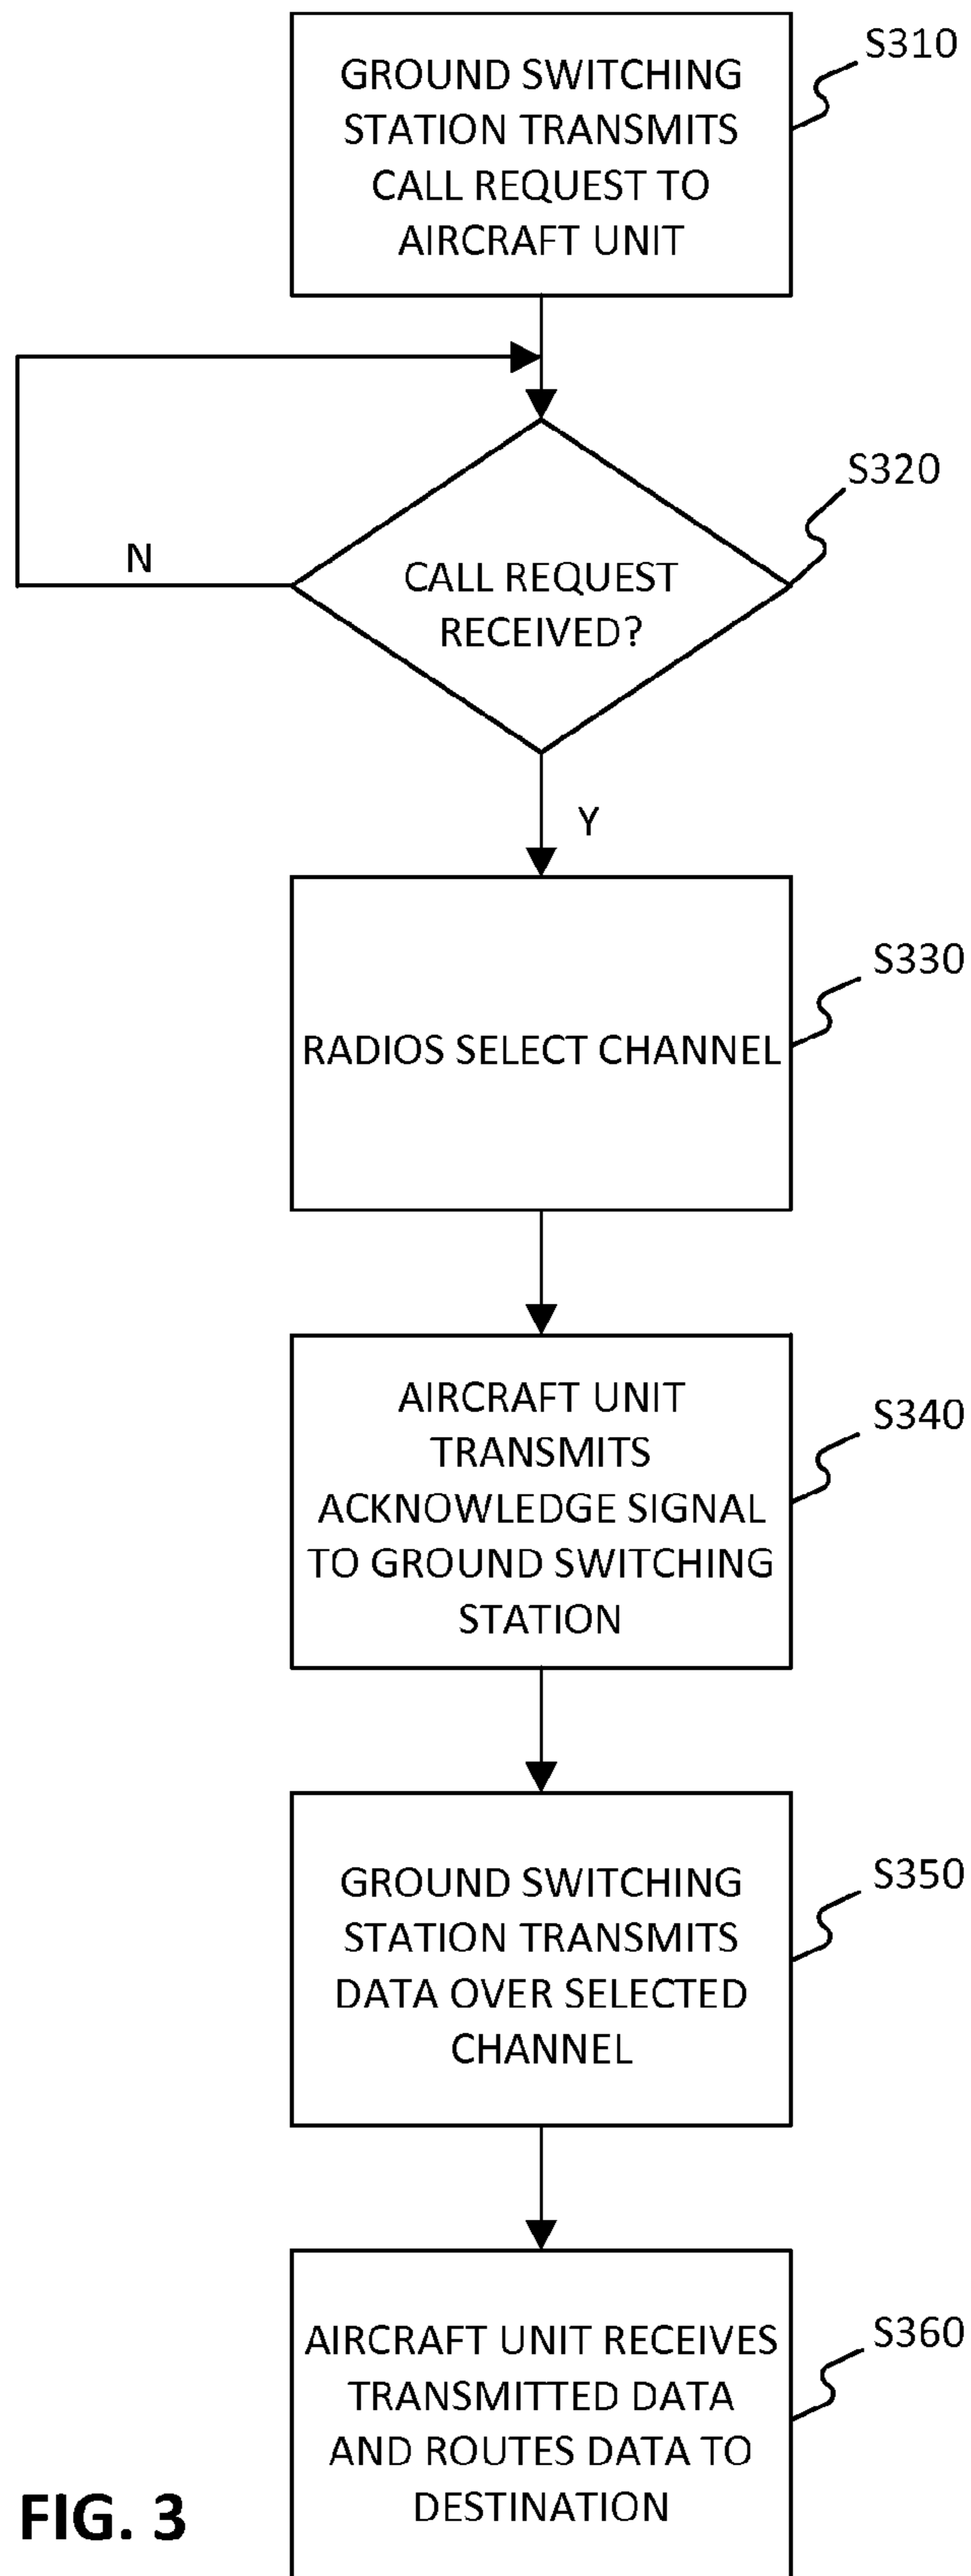 GROUND SWITCHING
STATION TRANSMITS
CALL REQUEST TO
AIRCRAFT UNIT
S310
CALL REQUEST
RECEIVED?
S320
N
Y
RADIOS SELECT CHANNEL
S330
AIRCRAFT UNIT
TRANSMITS
ACKNOWLEDGE SIGNAL
TO GROUND SWITCHING
STATION
S340
GROUND SWITCHING
STATION TRANSMITS
DATA OVER SELECTED
CHANNEL
S350
AIRCRAFT UNIT RECEIVES
TRANSMITTED DATA
AND ROUTES DATA TO
DESTINATION
S360
FIG. 3